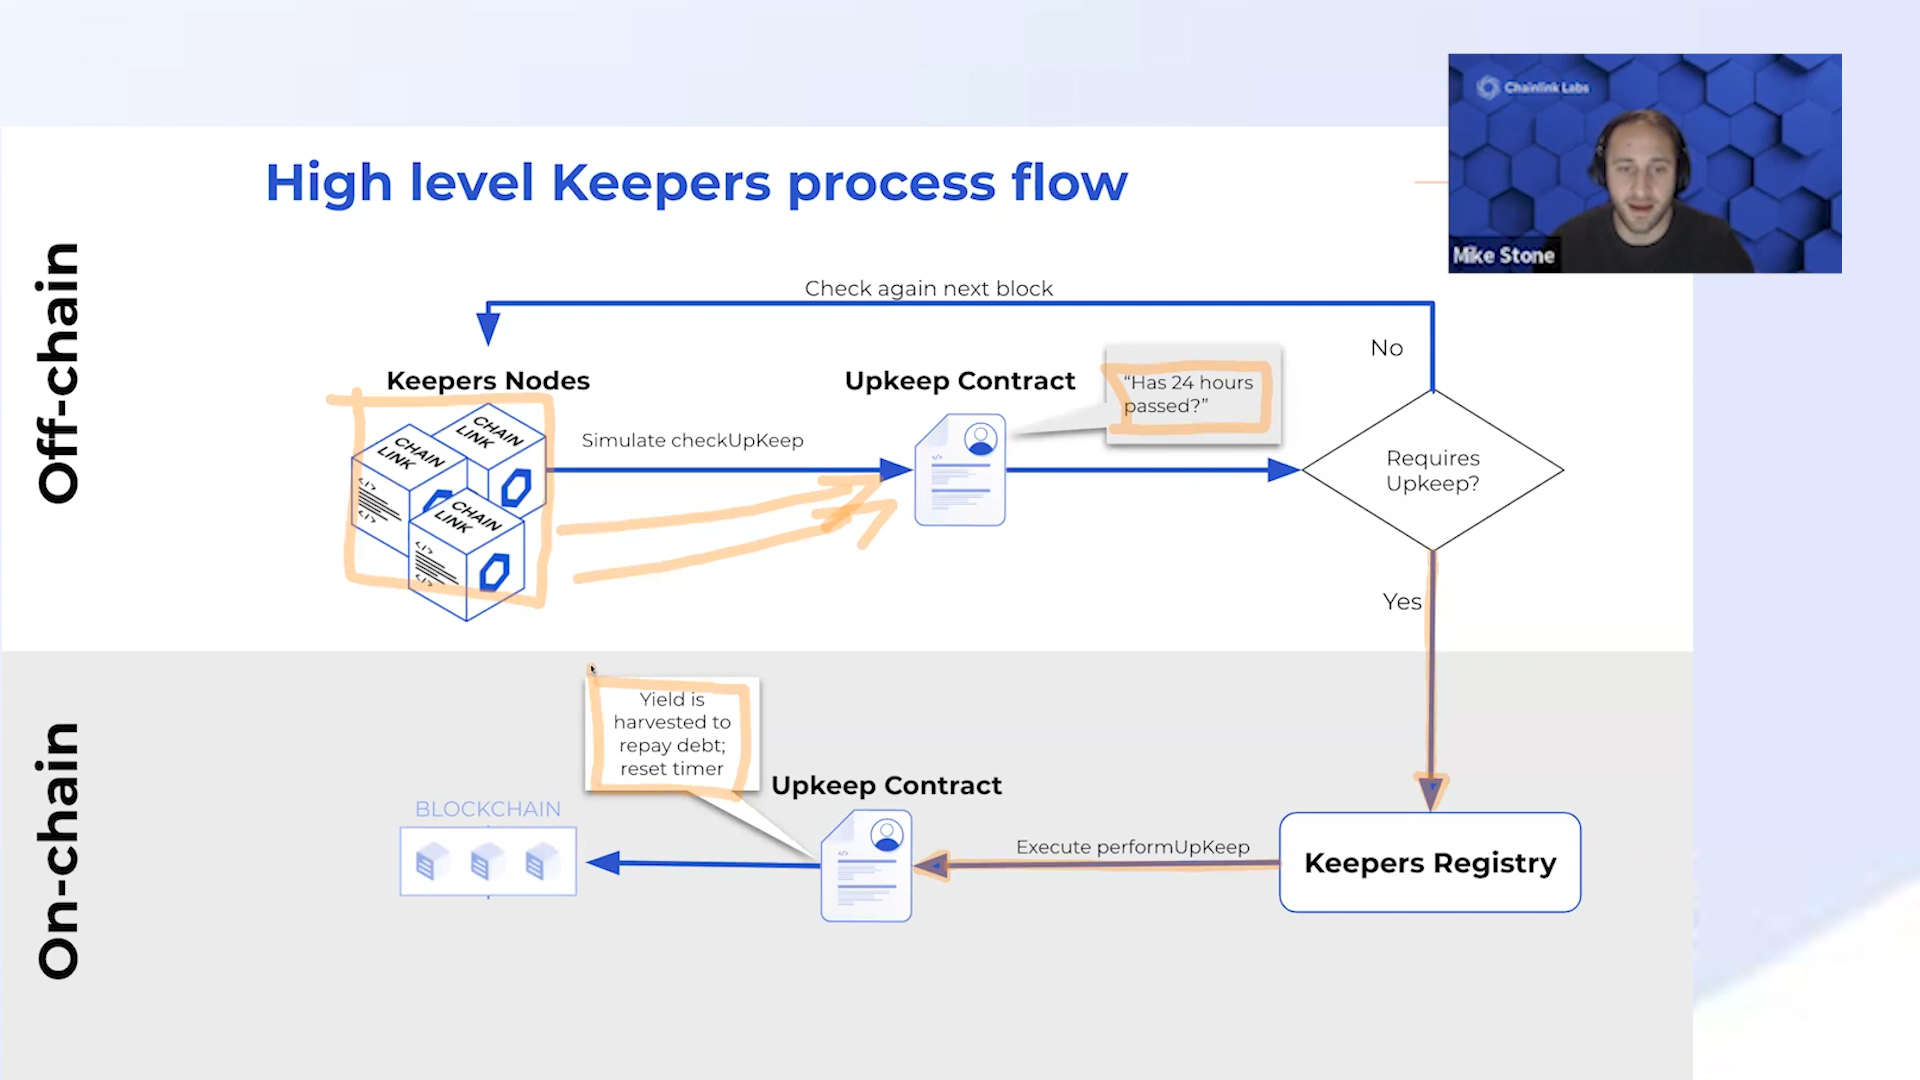 Chainlink Labs
Mike Stone
High level Keepers process flow
Off-chain
Check again next block
No
Keepers Nodes
Upkeep Contract
“Has 24 hours
passed?”
CHAIN
LINK
CHAIN
LINK
CHAIN
LINK
</>
</>
</>
</>
Simulate checkUpKeep
</>
Requires
Upkeep?
Yes
On-chain
Yield is
harvested to
repay debt;
reset timer
Upkeep Contract
</>
BLOCKCHAIN
Execute performUpKeep
Keepers Registry